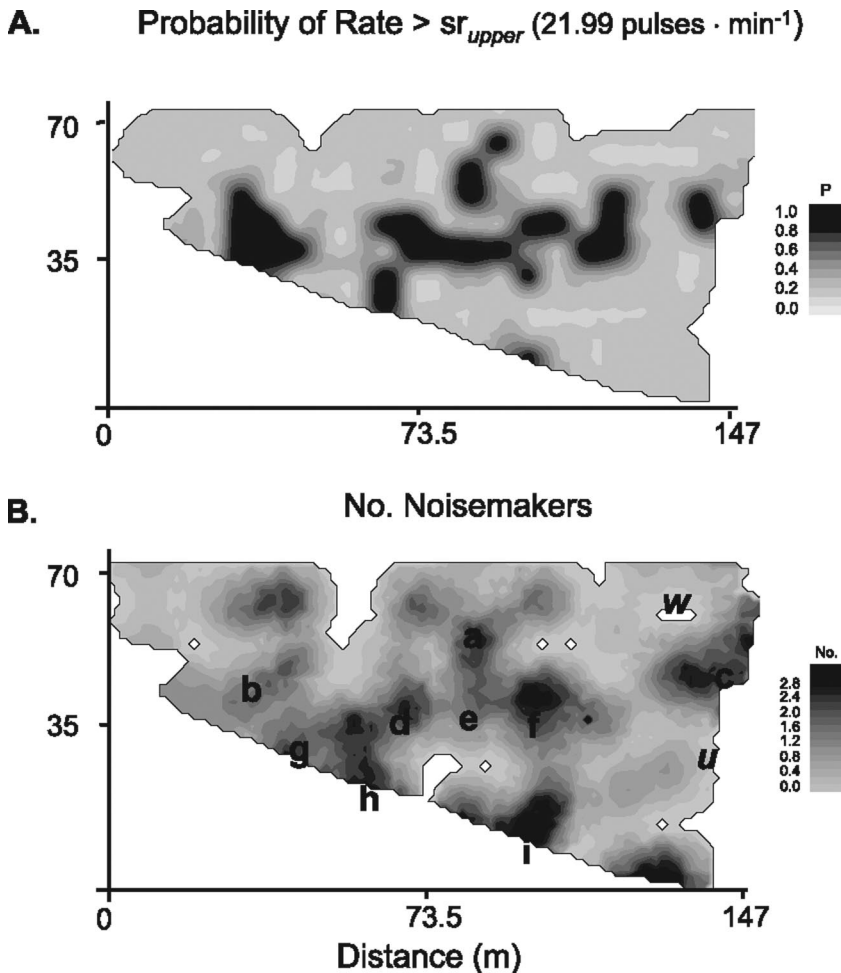 A. Probability of Rate > sr_upper (21.99 pulses · min⁻¹)
70
35
0 73.5 147
P
1.0
0.8
0.6
0.4
0.2
0.0
B. No. Noisemakers
70
35
w
a
c
b
d e f
g
u
h
i
0 73.5 147
Distance (m)
No.
2.8
2.4
2.0
1.6
1.2
0.8
0.4
0.0